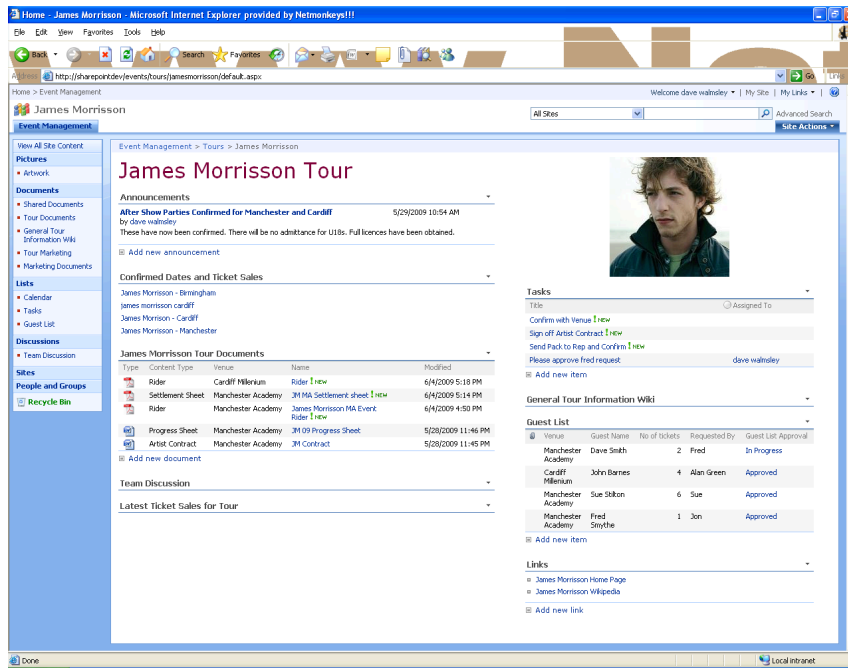 Home - James Morrisson - Microsoft Internet Explorer provided by Netmonkeys!!!
File Edit View Favorites Tools Help
Back Search Favorites
Address http://sharepointdev/events/tours/jamesmorrisson/default.aspx Go Links
Home > Event Management Welcome dave walmsley | My Site | My Links |
James Morrisson
All Sites Advanced Search
Event Management Site Actions
View All Site Content
Pictures
Artwork
Documents
Shared Documents
Tour Documents
General Tour
Information Wiki
Tour Marketing
Marketing Documents
Lists
Calendar
Tasks
Guest List
Discussions
Team Discussion
Sites
People and Groups
Recycle Bin
Event Management > Tours > James Morrisson
James Morrisson Tour
Announcements
After Show Parties Confirmed for Manchester and Cardiff 5/29/2009 10:54 AM
by dave walmsley
These have now been confirmed. There will be no admittance for U18s. Full licences have been obtained.
Add new announcement
Confirmed Dates and Ticket Sales
James Morrisson - Birmingham
james morrisson cardiff
James Morrison - Cardiff
James Morrisson - Manchester
James Morrisson Tour Documents
Type Content Type Venue Name Modified
Rider Cardiff Millenium Rider ! NEW 6/4/2009 5:18 PM
Settlement Sheet Manchester Academy JM MA Settlement sheet ! NEW 6/4/2009 5:14 PM
Rider Manchester Academy James Morrisson MA Event 6/4/2009 4:50 PM
Rider ! NEW
Progress Sheet Manchester Academy JM 09 Progress Sheet 5/28/2009 11:46 PM
Artist Contract Manchester Academy JM Contract 5/28/2009 11:45 PM
Add new document
Team Discussion
Latest Ticket Sales for Tour
Tasks
Title Assigned To
Confirm with Venue ! NEW
Sign off Artist Contract ! NEW
Send Pack to Rep and Confirm ! NEW
Please approve fred request dave walmsley
Add new item
General Tour Information Wiki
Guest List
Venue Guest Name No of tickets Requested By Guest List Approval
Manchester Dave Smith 2 Fred In Progress
Academy
Cardiff John Barnes 4 Alan Green Approved
Millenium
Manchester Sue Stilton 6 Sue Approved
Academy
Manchester Fred 1 Jon Approved
Academy Smythe
Add new item
Links
James Morrisson Home Page
James Morrisson Wikipedia
Add new link
Done Local intranet